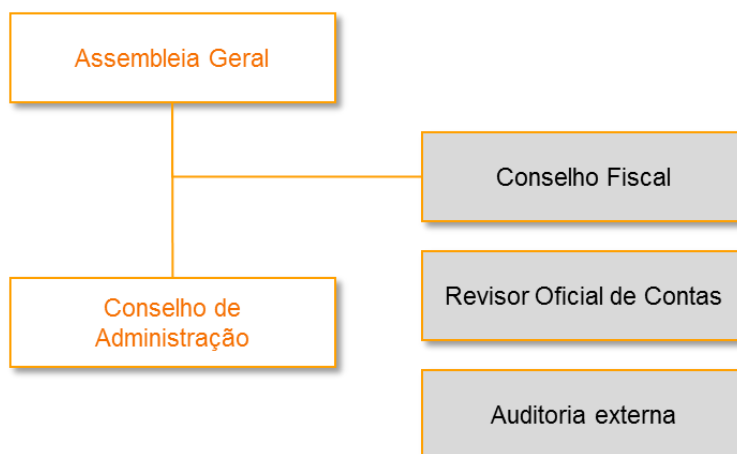 Assembleia Geral
Conselho Fiscal
Revisor Oficial de Contas
Conselho de
Administração
Auditoria externa